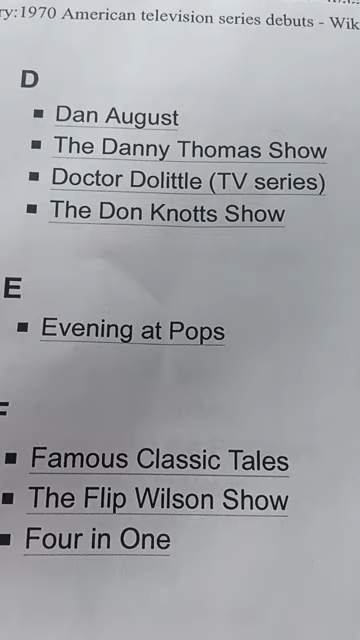 ry:1970 American television series debuts - Wik
D
▪ Dan August
▪ The Danny Thomas Show
▪ Doctor Dolittle (TV series)
▪ The Don Knotts Show
E
▪ Evening at Pops
F
▪ Famous Classic Tales
▪ The Flip Wilson Show
▪ Four in One